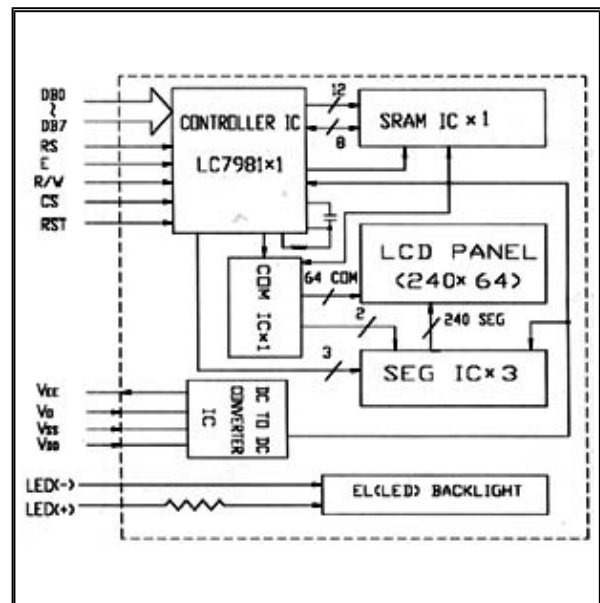 DB0
~
DB7
RS
E
R/W
CS
RST
CONTROLLER IC
LC7981×1
12
8
SRAM IC ×1
COM IC×1
64 COM
LCD PANEL
(240× 64)
2
240 SEG
3
SEG IC× 3
VEE
VO
VSS
VDD
DC TO DC
CONVERTER
IC
LED(-)
LED(+)
EL(LED) BACKLIGHT